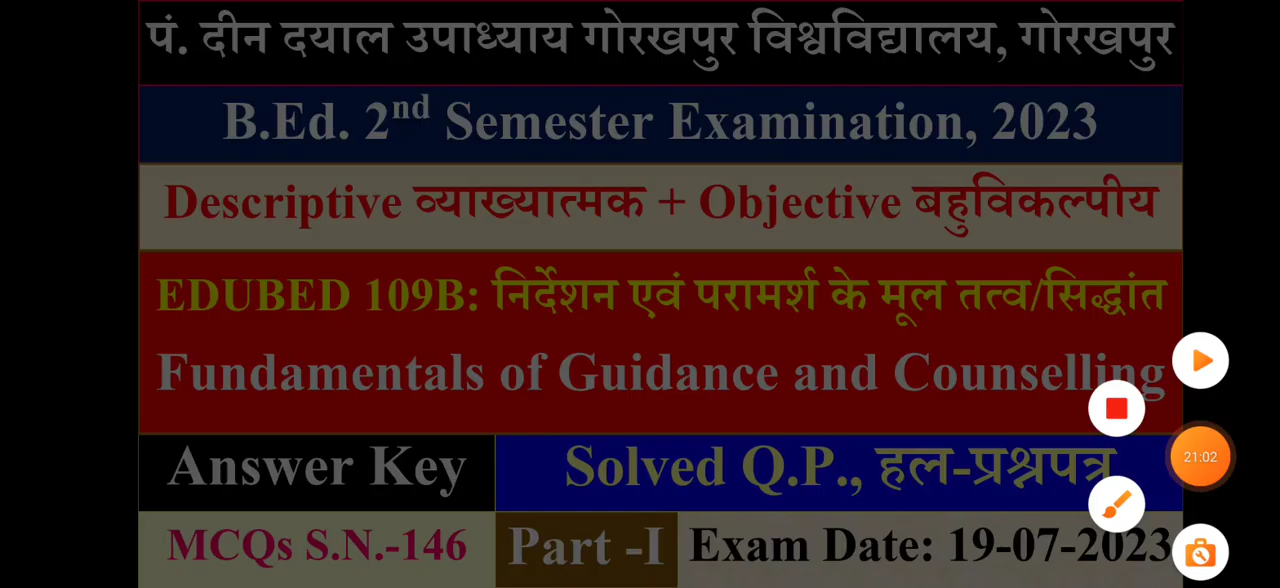 पं. दीन दयाल उपाध्याय गोरखपुर विश्वविद्यालय, गोरखपुर
B.Ed. 2nd Semester Examination, 2023
Descriptive व्याख्यात्मक + Objective बहुविकल्पीय
EDUBED 109B: निर्देशन एवं परामर्श के मूल तत्व/सिद्धांत
Fundamentals of Guidance and Counselling
Answer Key Solved Q.P., हल-प्रश्नपत्र
21:02
MCQs S.N.-146 Part -I Exam Date: 19-07-2023